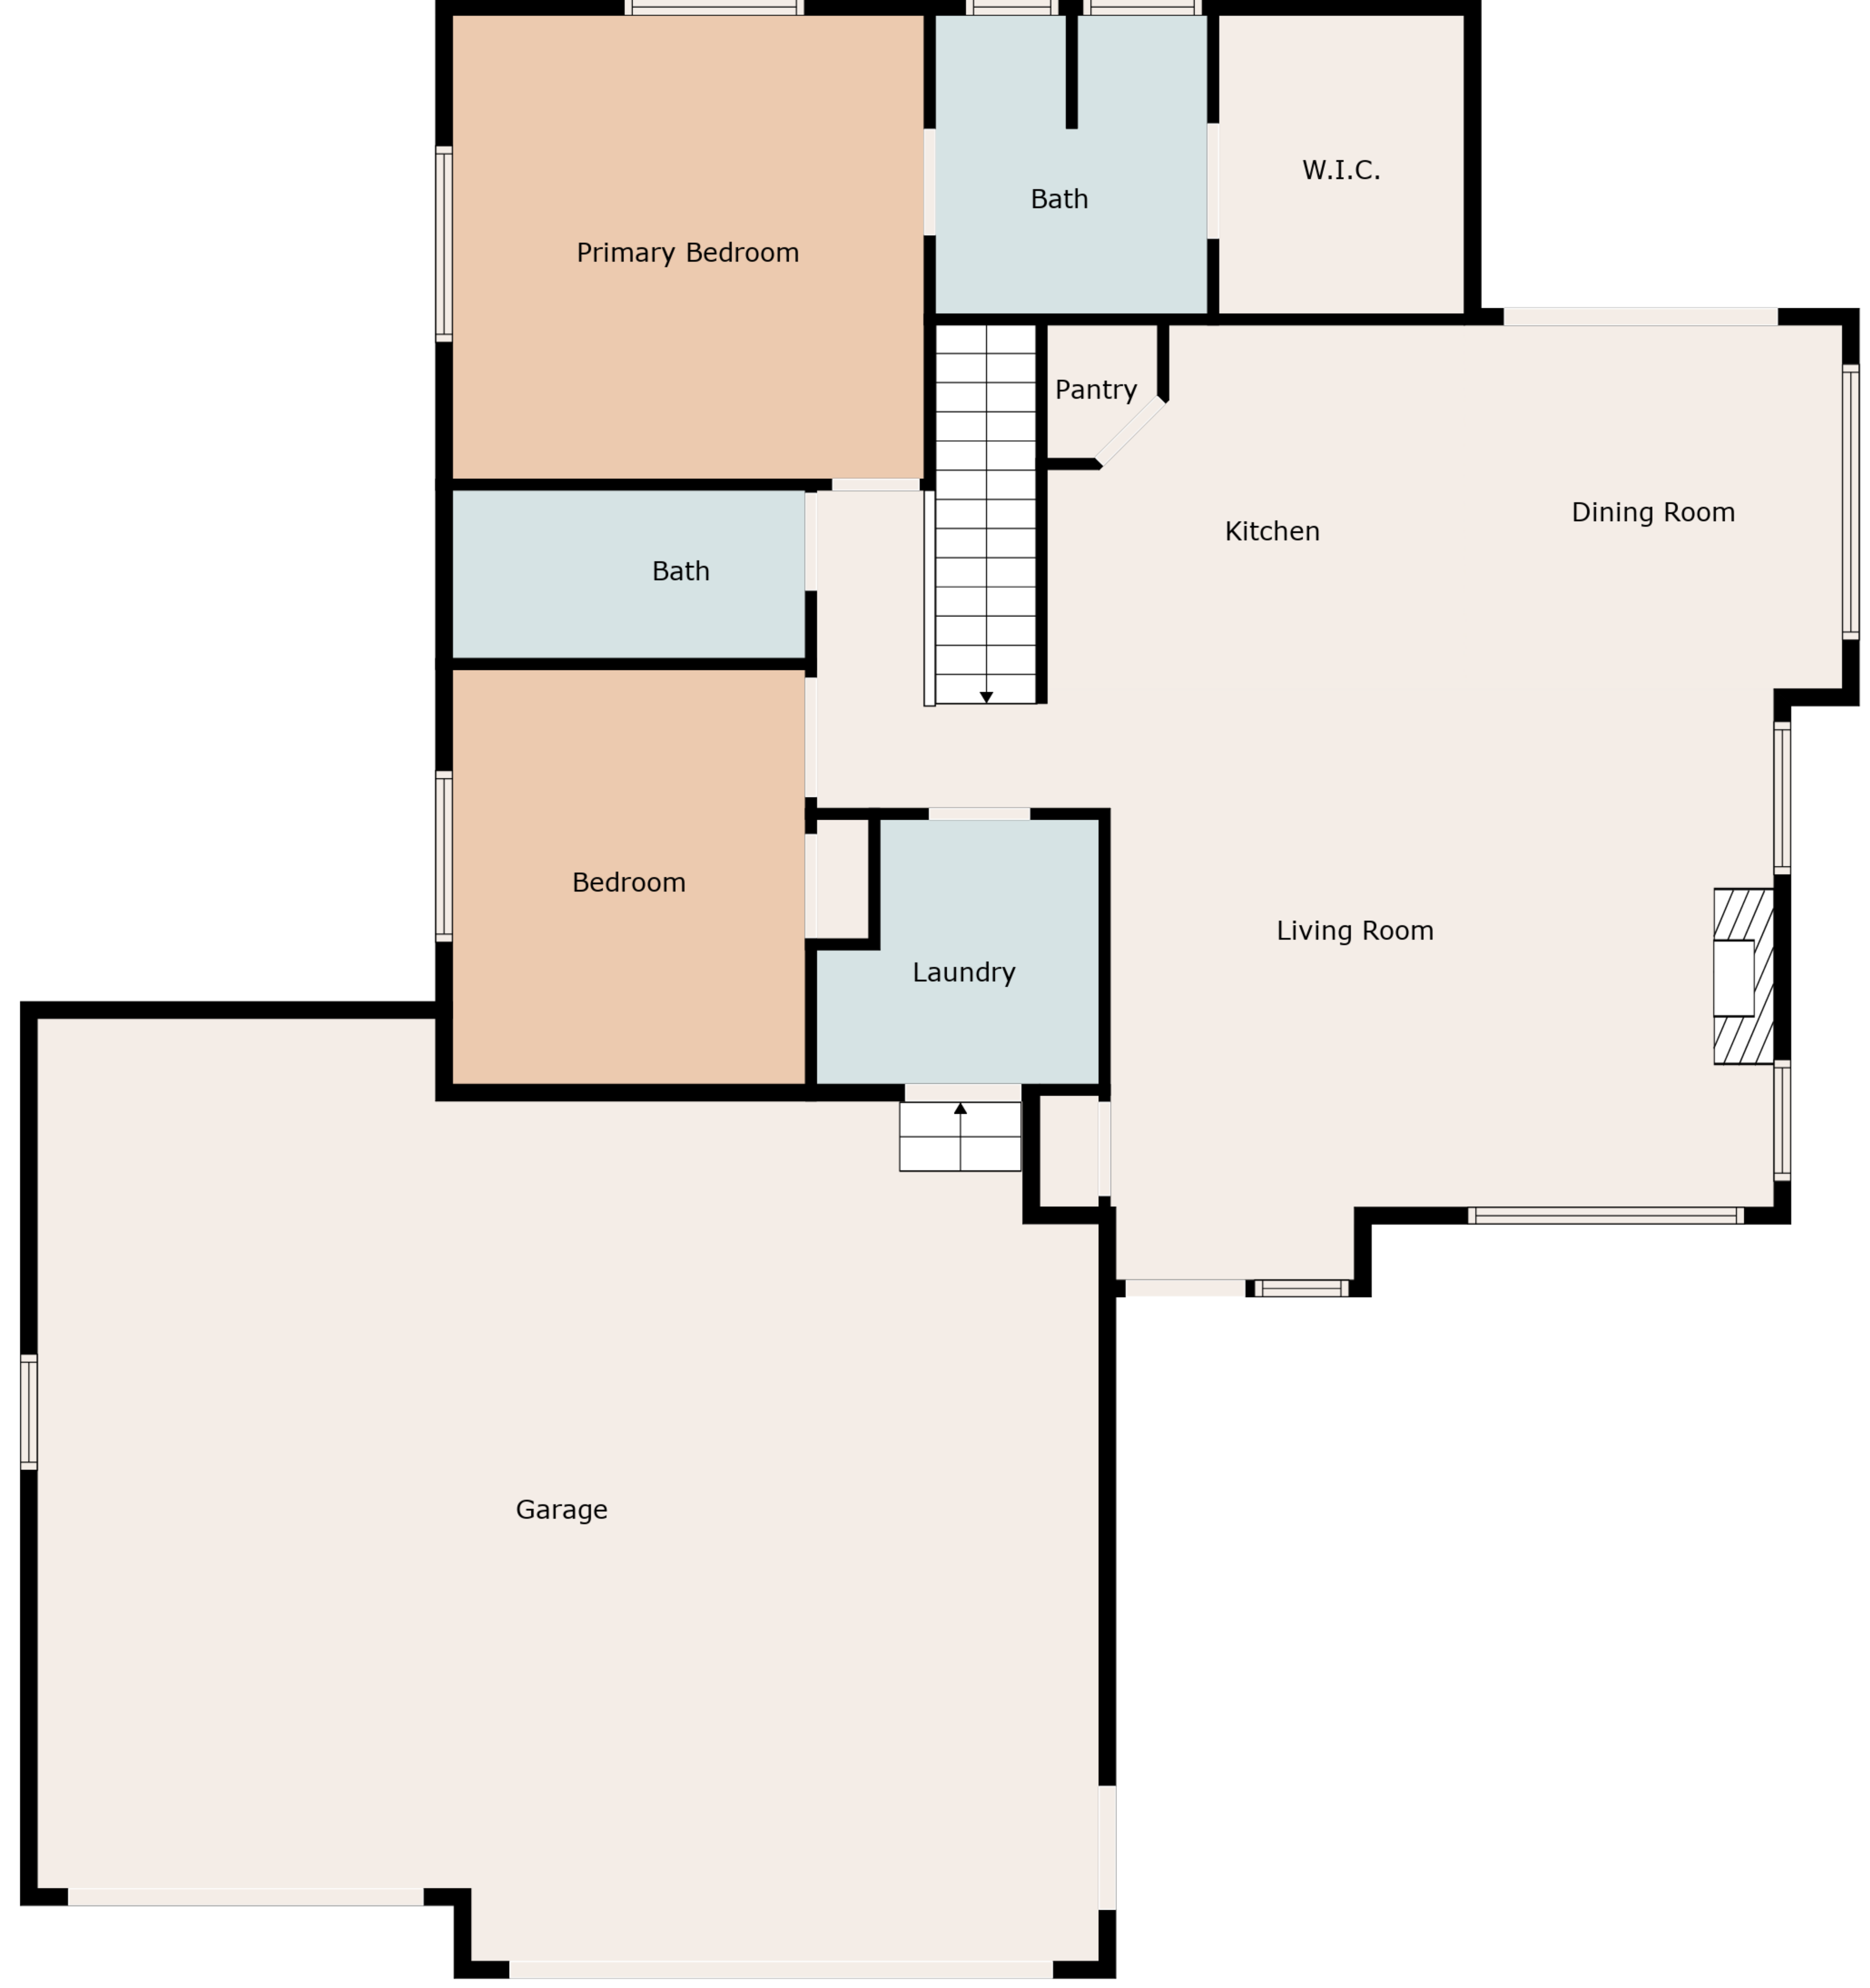 W.I.C.
Bath
Primary Bedroom
Pantry
Dining Room
Kitchen
Bath
Bedroom
Living Room
Laundry
Garage